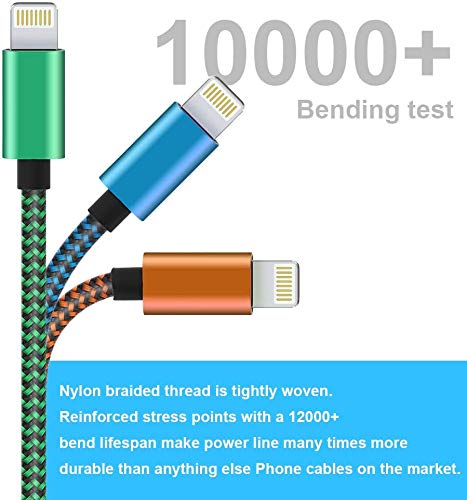 10000+
Bending test
Nylon braided thread is tightly woven.
Reinforced stress points with a 12000+
bend lifespan make power line many times more
durable than anything else Phone cables on the market.